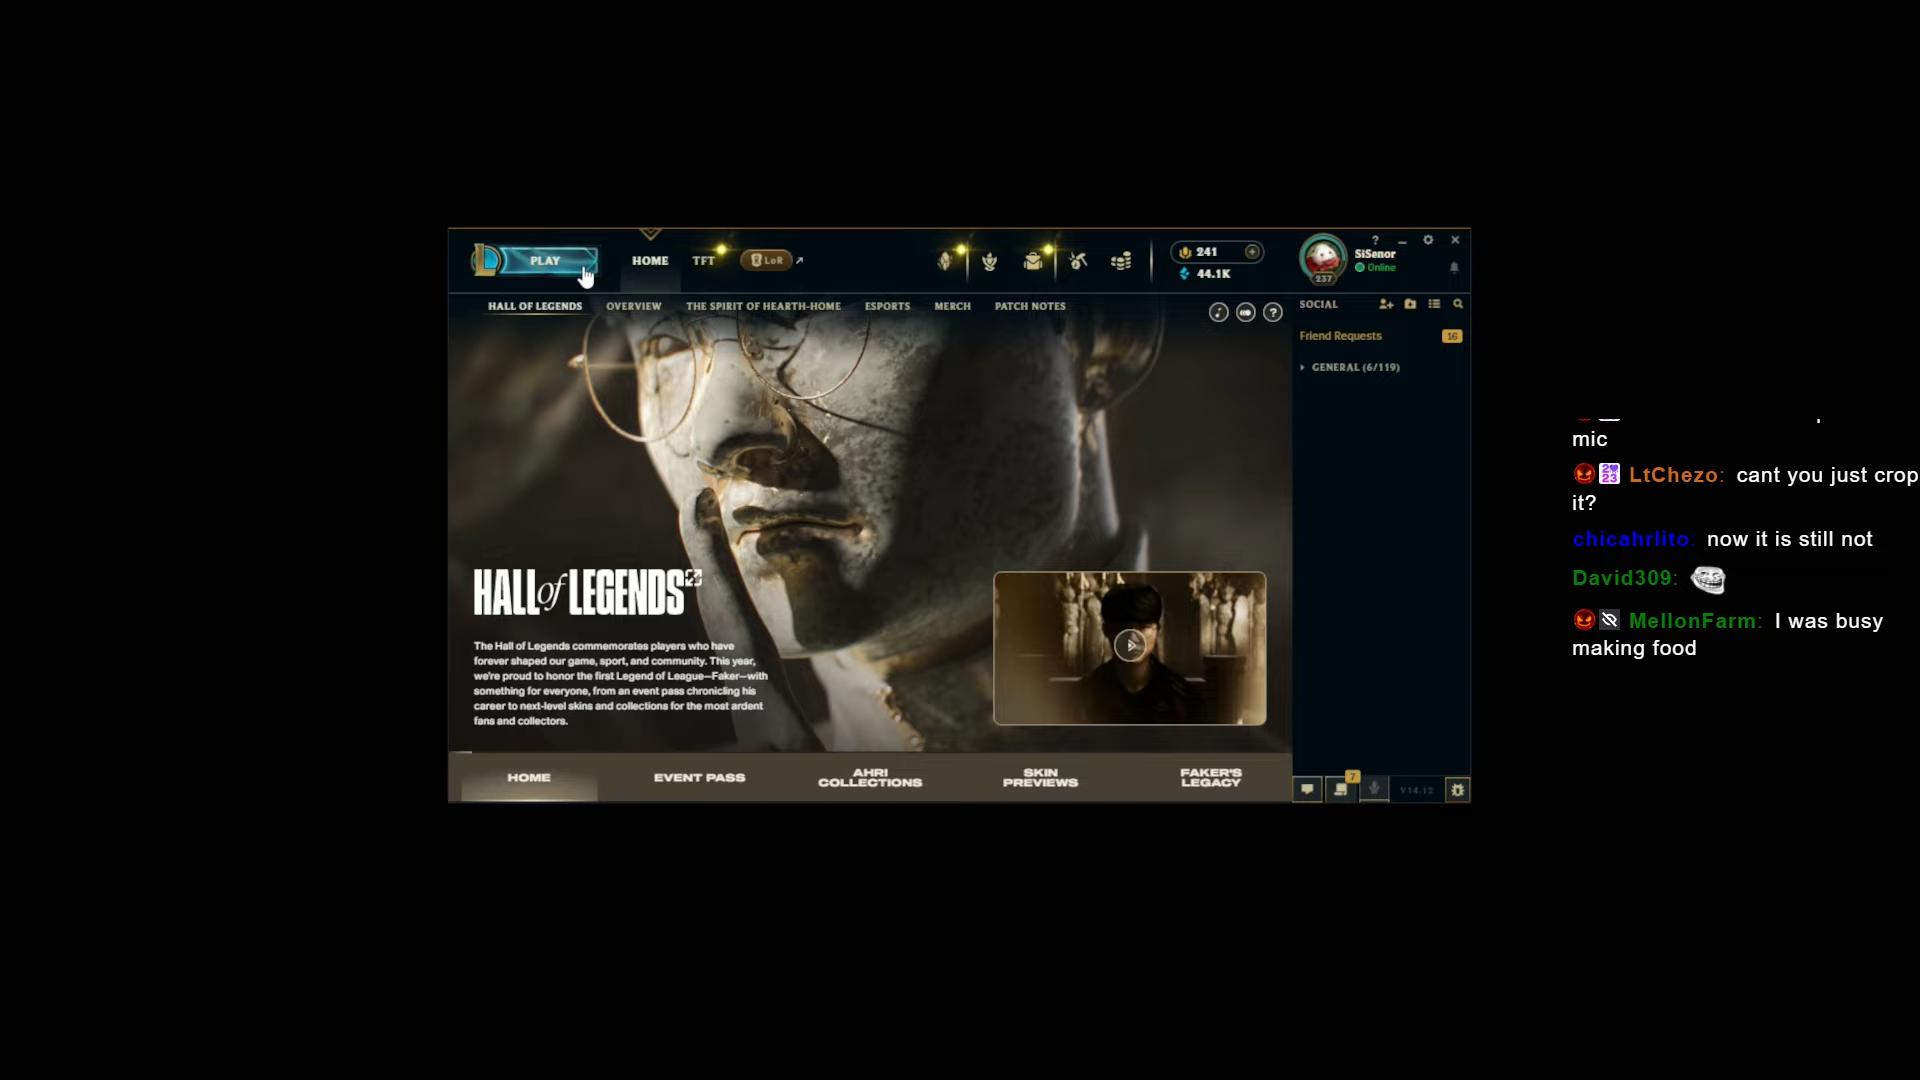 PLAY
HOME
TFT
LoR
241
44.1K
237
SiSenor
Online
HALL OF LEGENDS
OVERVIEW
THE SPIRIT OF HEARTH-HOME
ESPORTS
MERCH
PATCH NOTES
SOCIAL
Friend Requests
16
GENERAL (6/119)
HALL of LEGENDS
The Hall of Legends commemorates players who have
forever shaped our game, sport, and community. This year,
we're proud to honor the first Legend of League—Faker—with
something for everyone, from an event pass chronicling his
career to next-level skins and collections for the most ardent
fans and collectors.
HOME
EVENT PASS
AHRI
COLLECTIONS
SKIN
PREVIEWS
FAKER'S
LEGACY
7
V14.12
mic
LtChezo: cant you just crop
it?
chicahrlito: now it is still not
David309:
MellonFarm: I was busy
making food